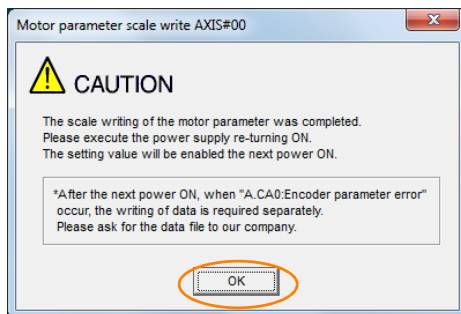 Motor parameter scale write AXIS#00
CAUTION
The scale writing of the motor parameter was completed.
Please execute the power supply re-turning ON.
The setting value will be enabled the next power ON.
*After the next power ON, when "A.CA0:Encoder parameter error"
occur, the writing of data is required separately.
Please ask for the data file to our company.
OK